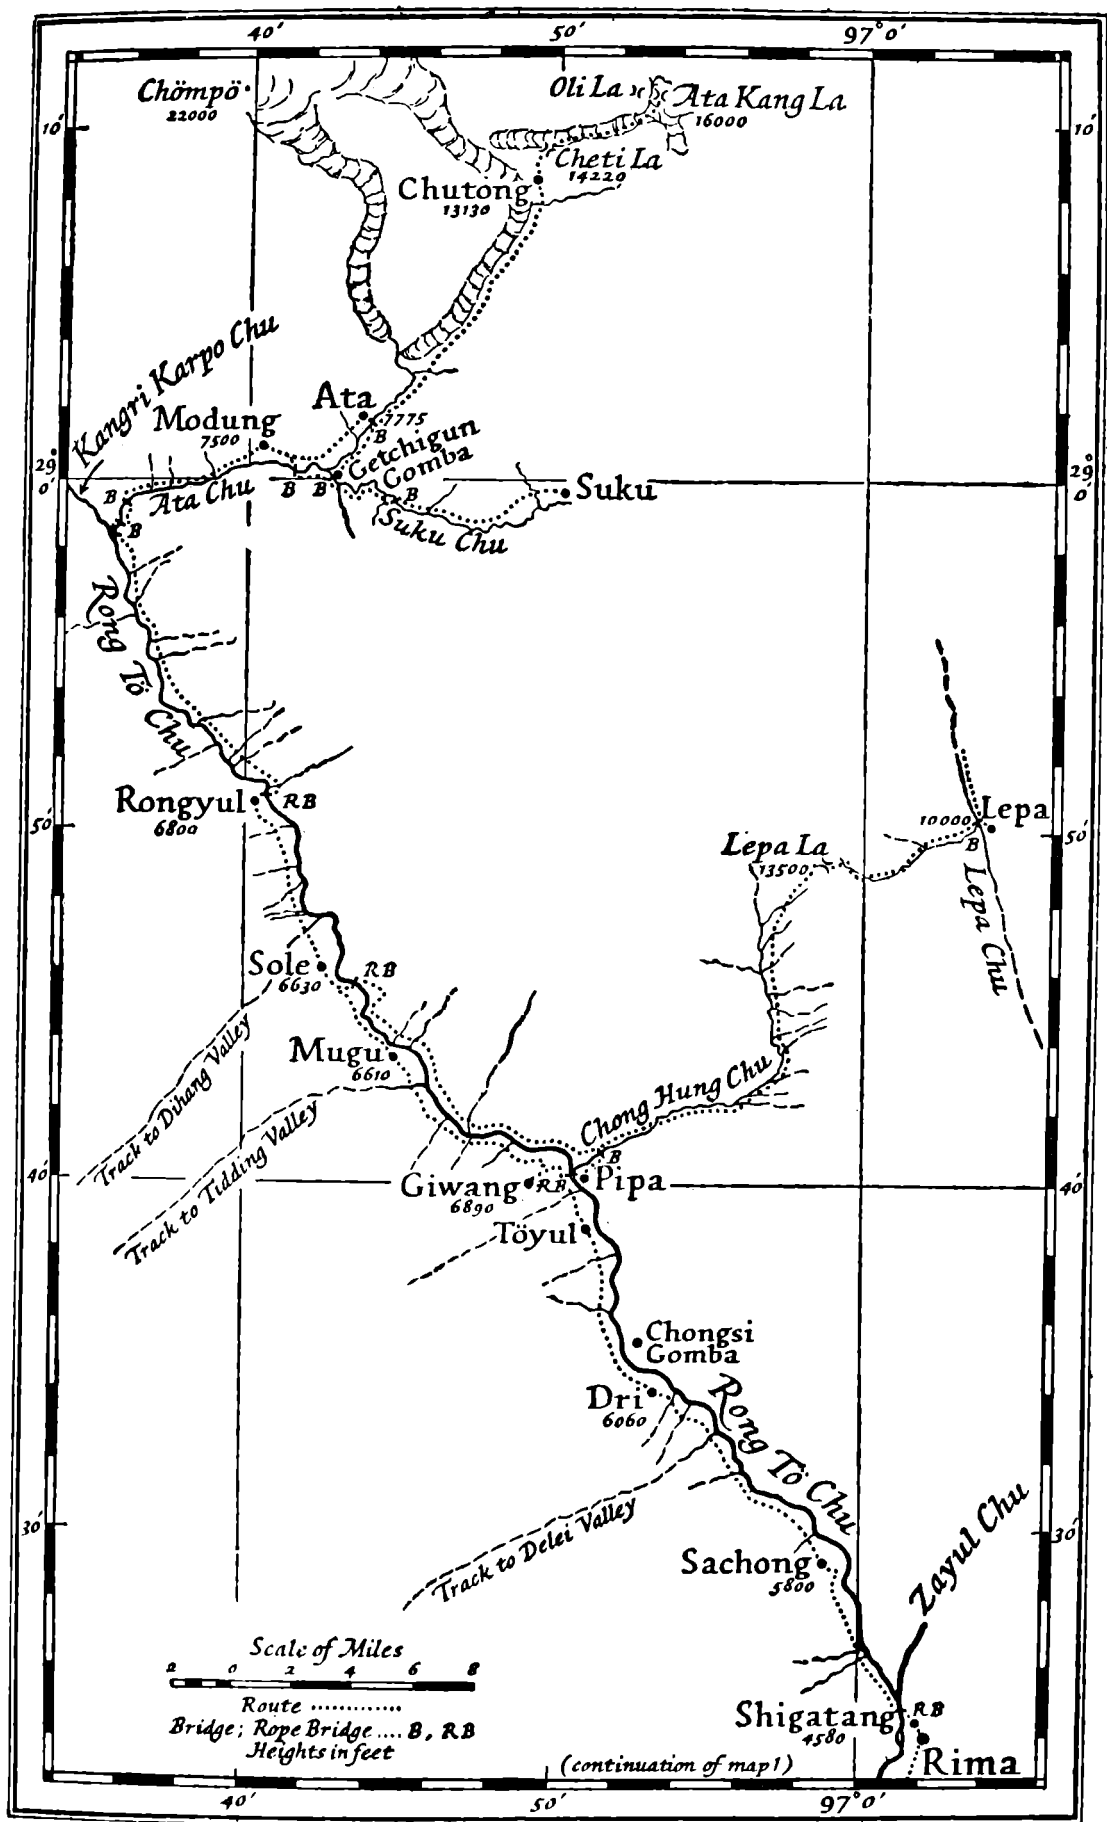 40′ 50′ 97°0′
Chömpö
22000
Oli La
Ata Kang La
16000
10′ 10′
Cheti La
14220
Chutong
13130
Kangri Karpo Chu
Ata
7775
B
Modung
7500
Getchigun
Gomba
29°
0′
29°
0′
B
Ata Chu
B
B
B
Suku
Suku Chu
B
Rong Tö Chu
Rongyul
6800
RB
50′ 50′
10000
Lepa
B
Lepa La
13500
Lepa Chu
Sole
6630
RB
Mugu
6610
Track to Dihang Valley
Track to Tidding Valley
Chong Hung Chu
B
40′ 40′
Giwang
6890
RB
Pipa
Töyul
Chongsi
Gomba
Dri
6060
Rong Tö Chu
30′ 30′
Track to Delei Valley
Sachong
5800
Zayul Chu
Scale of Miles
2 0 2 4 6 8
Route ............
Bridge; Rope Bridge .... B, RB
Heights in feet
Shigatang
4580
RB
Rima
(continuation of map 1)
40′ 50′ 97°0′